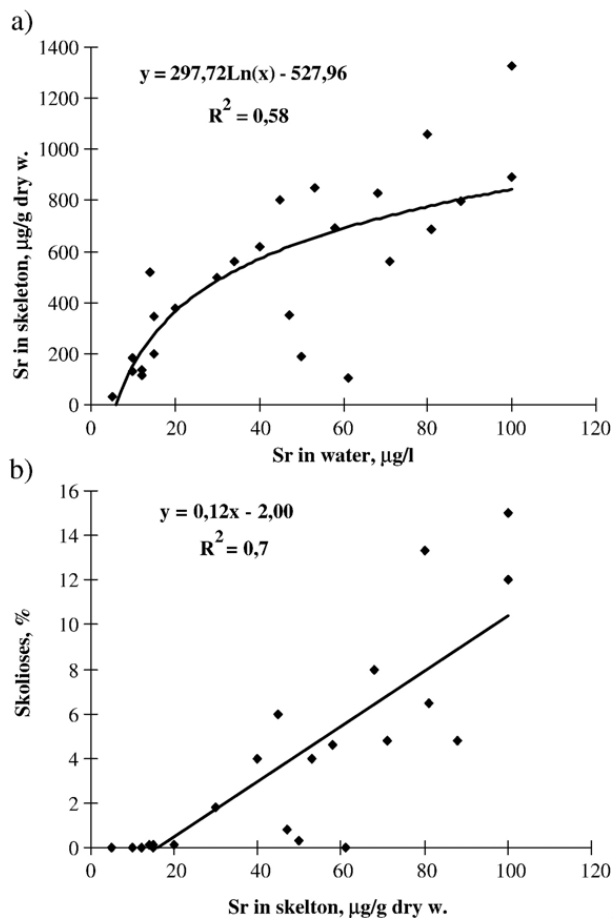 a)
1400
1200
1000
800
600
400
200
0
y = 297,72Ln(x) - 527,96
R² = 0,58
Sr in skeleton, µg/g dry w.
0 20 40 60 80 100 120
Sr in water, µg/l
b)
16
14
12
10
8
6
4
2
0
y = 0,12x - 2,00
R² = 0,7
Skolioses, %
0 20 40 60 80 100 120
Sr in skelton, µg/g dry w.